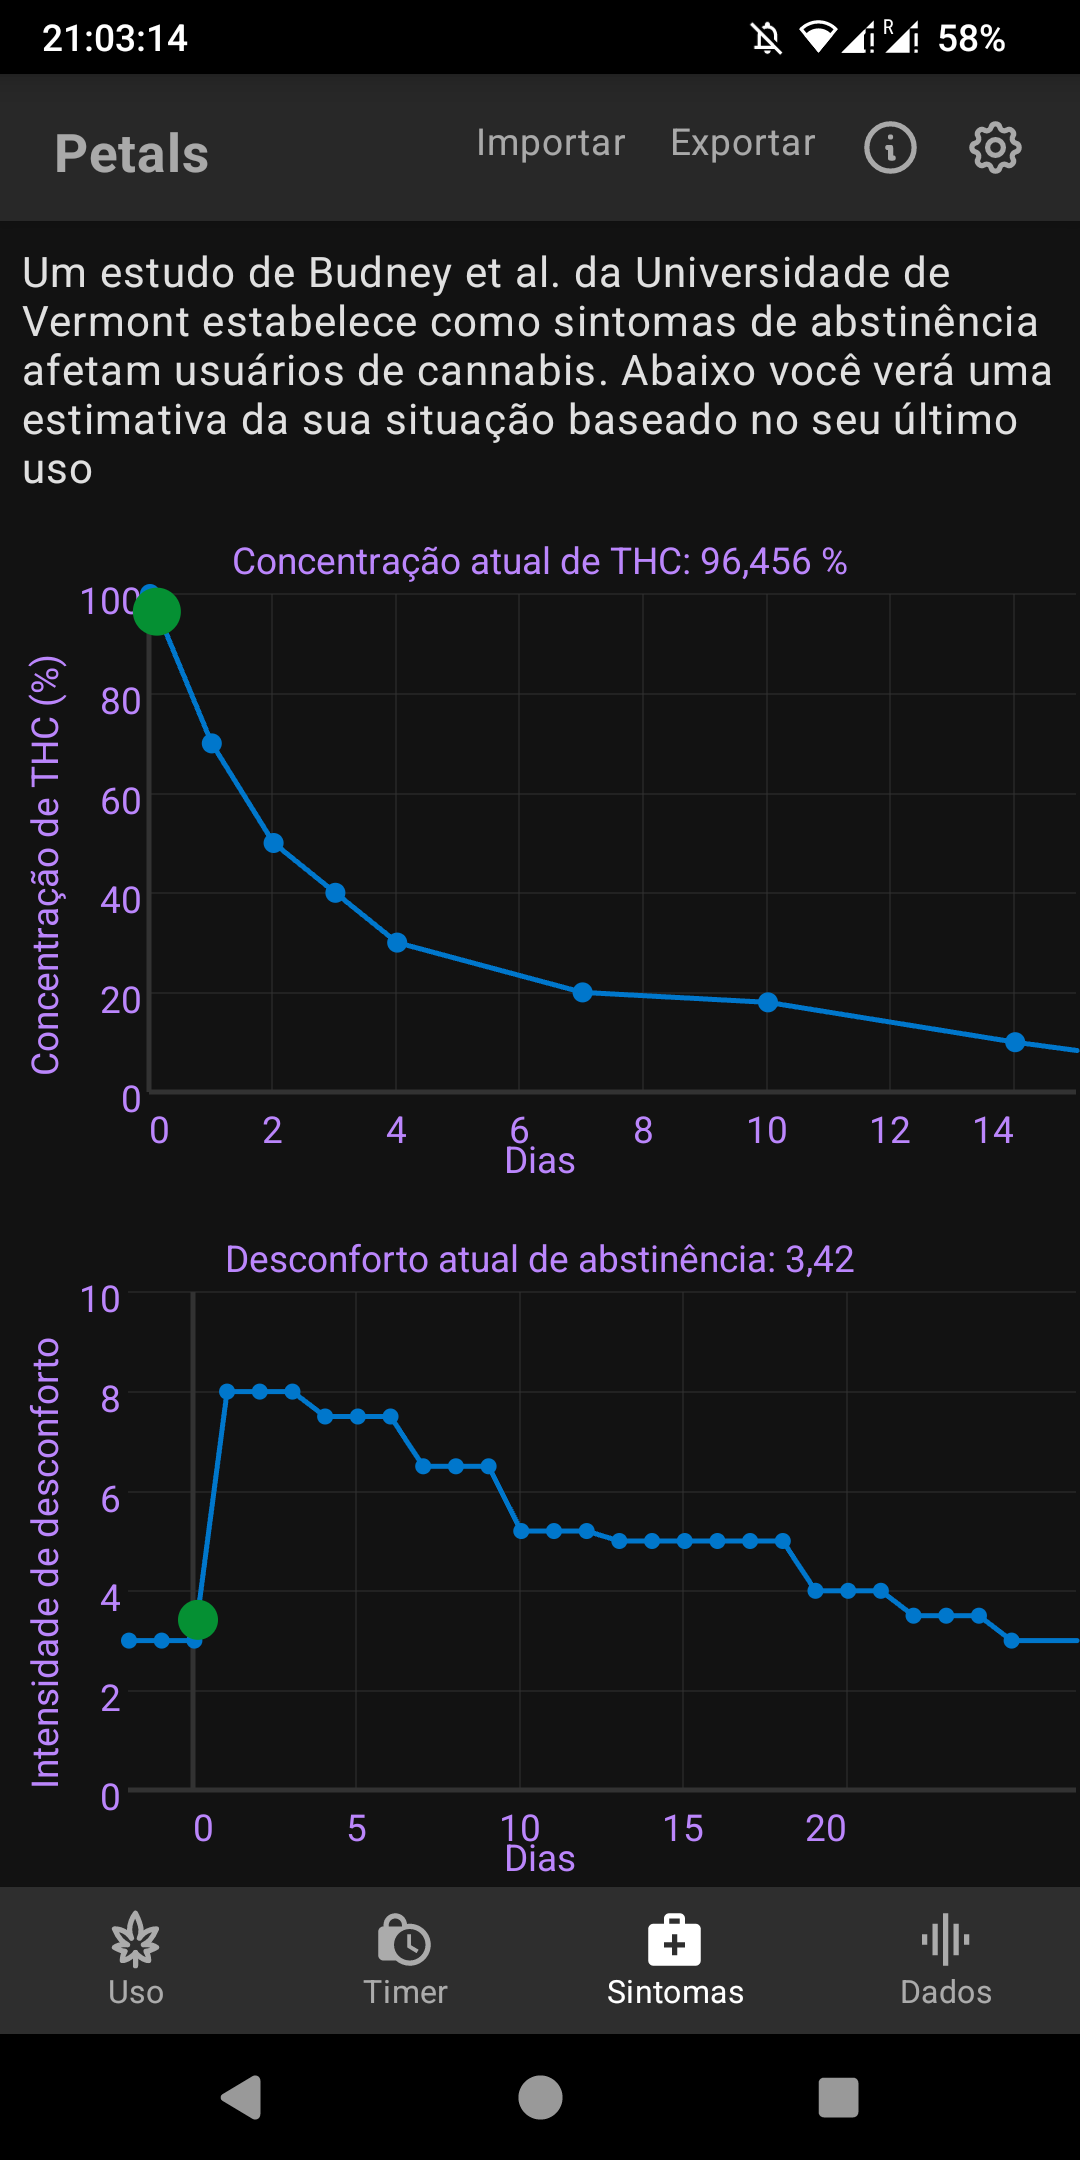 21:03:14
R
58%
Petals
Importar
Exportar
Um estudo de Budney et al. da Universidade de
Vermont estabelece como sintomas de abstinência
afetam usuários de cannabis. Abaixo você verá uma
estimativa da sua situação baseado no seu último
uso
Concentração atual de THC: 96,456 %
Concentração de THC (%)
100
80
60
40
20
0
0 2 4 6 8 10 12 14
Dias
Desconforto atual de abstinência: 3,42
Intensidade de desconforto
10
8
6
4
2
0
0 5 10 15 20
Dias
Uso
Timer
Sintomas
Dados